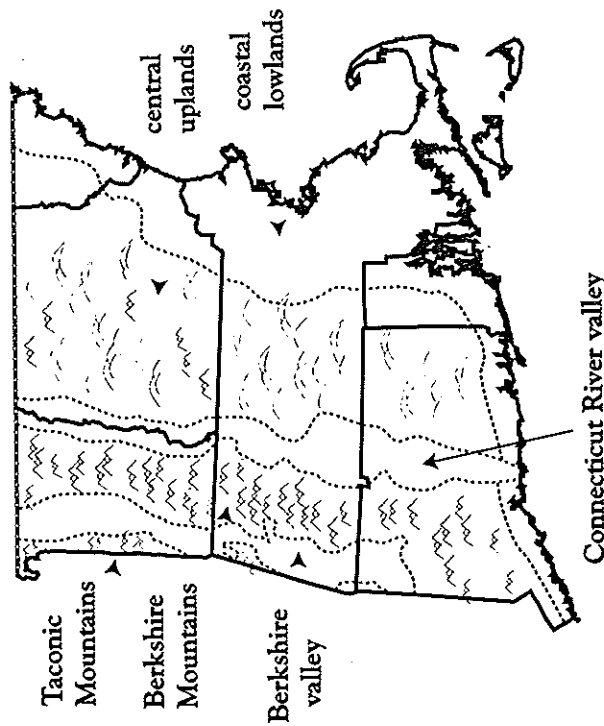 Taconic
Mountains
Berkshire
Mountains
Berkshire
valley
central
uplands
coastal
lowlands
Connecticut River valley